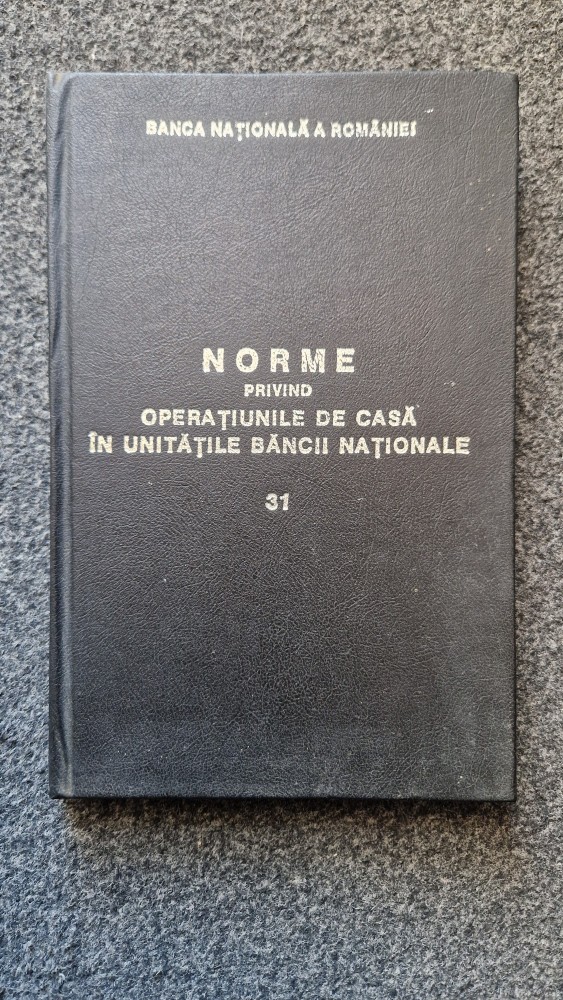 BANCA NAȚIONALĂ A ROMÂNIEI
NORME
PRIVIND
OPERAȚIUNILE DE CASĂ
ÎN UNITĂȚILE BĂNCII NAȚIONALE
31